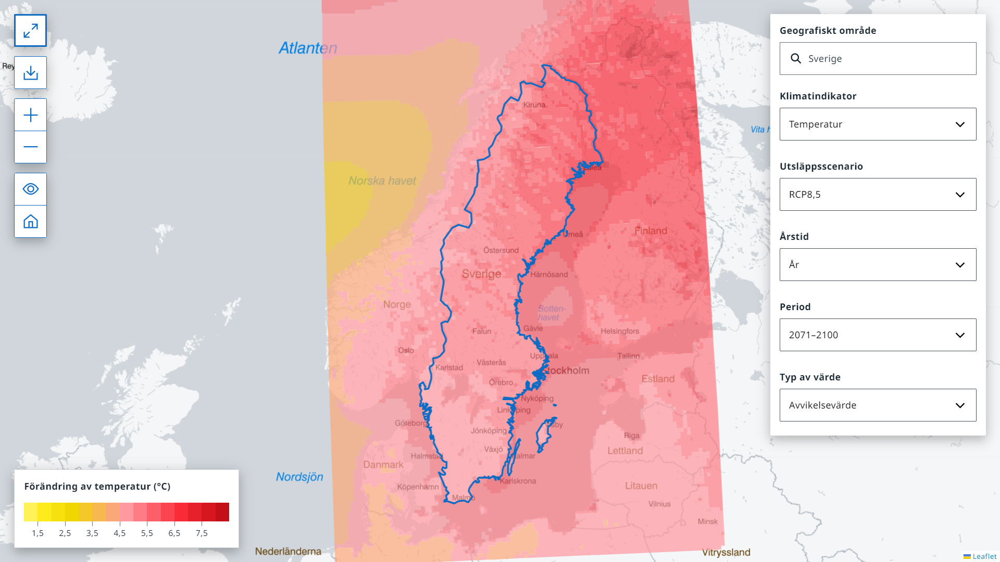 Atlanten
Rey
Norska havet
Kiruna
Luleå
Umeå
Finland
Östersund
Sverige
Härnösand
Norge
Botten-
havet
Falun
Gävle
Helsingfors
Oslo
Uppsala
Tallinn
Västerås
Karlstad
Stockholm
Estland
Örebro
Nyköping
Linköping
Göteborg
Visby
Jönköping
Riga
Växjö
Lettland
Halmstad
Kalmar
Danmark
Nordsjön
Karlskrona
Köpenhamn
Litauen
Malmö
Vilnius
Minsk
Nederländerna
Vitryssland
Vita h
Förändring av temperatur (°C)
1,5 2,5 3,5 4,5 5,5 6,5 7,5
Geografiskt område
Sverige
Klimatindikator
Temperatur
Utsläppsscenario
RCP8,5
Årstid
År
Period
2071–2100
Typ av värde
Avvikelsevärde
Leaflet